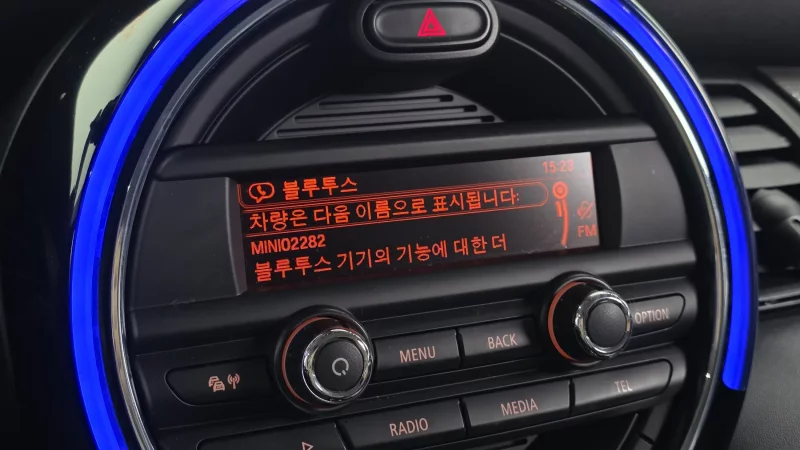 블루투스 15:23
차량은 다음 이름으로 표시됩니다:
MINI02282
FM
블루투스 기기의 기능에 대한 더
MENU BACK OPTION
RADIO MEDIA TEL